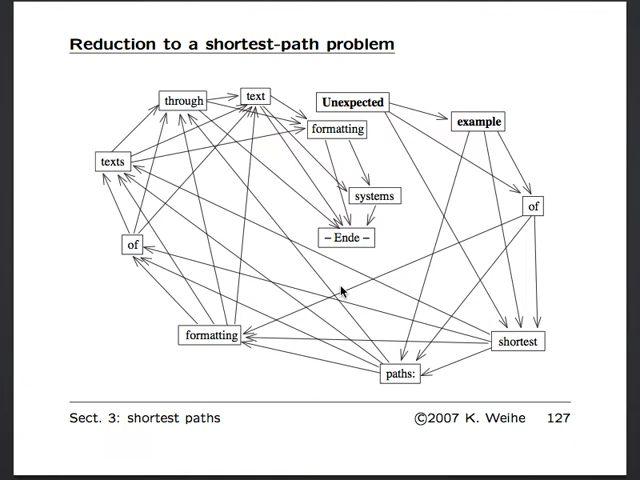 Reduction to a shortest-path problem
through
text
Unexpected
example
formatting
texts
systems
of
– Ende –
of
formatting
shortest
paths:
Sect. 3: shortest paths
©2007 K. Weihe 127